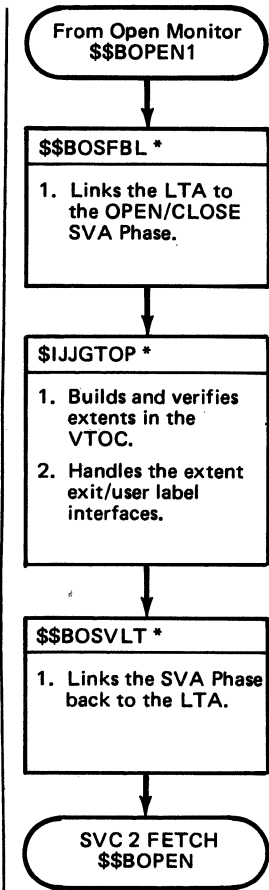 From Open Monitor
$$BOPEN1
$$BOSFBL *
1. Links the LTA to
the OPEN/CLOSE
SVA Phase.
$IJJGTOP *
1. Builds and verifies
extents in the
VTOC.
2. Handles the extent
exit/user label
interfaces.
$$BOSVLT *
1. Links the SVA Phase
back to the LTA.
SVC 2 FETCH
$$BOPEN